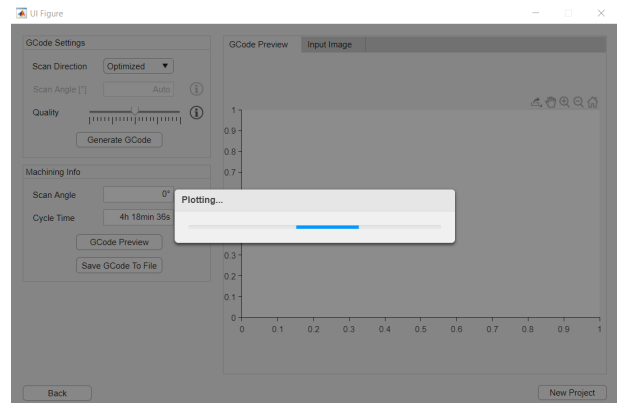 UI Figure
GCode Settings
Scan Direction
Optimized
Scan Angle [°]
Auto
Quality
Generate GCode
Machining Info
Scan Angle
0°
Cycle Time
4h 18min 36s
GCode Preview
Save GCode To File
GCode Preview Input Image
1
0.9
0.8
0.7
Plotting...
0.3
0.2
0.1
0
0 0.1 0.2 0.3 0.4 0.5 0.6 0.7 0.8 0.9 1
Back
New Project